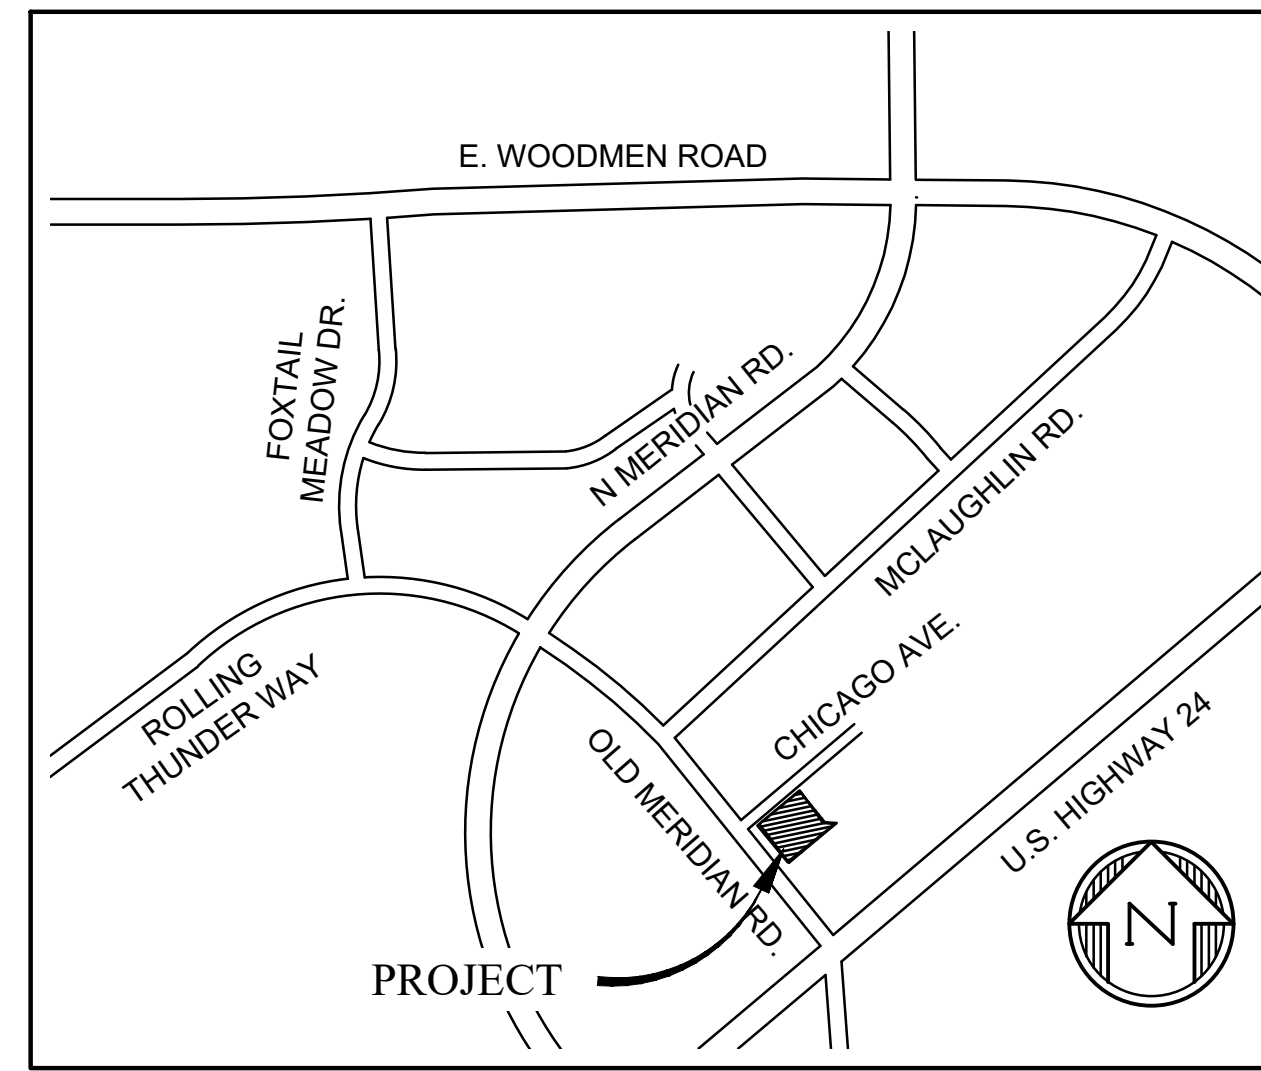 E. WOODMEN ROAD
FOXTAIL
MEADOW DR.
N MERIDIAN RD.
MCLAUGHLIN RD.
CHICAGO AVE.
ROLLING
THUNDER WAY
OLD MERIDIAN RD.
U.S. HIGHWAY 24
N
PROJECT